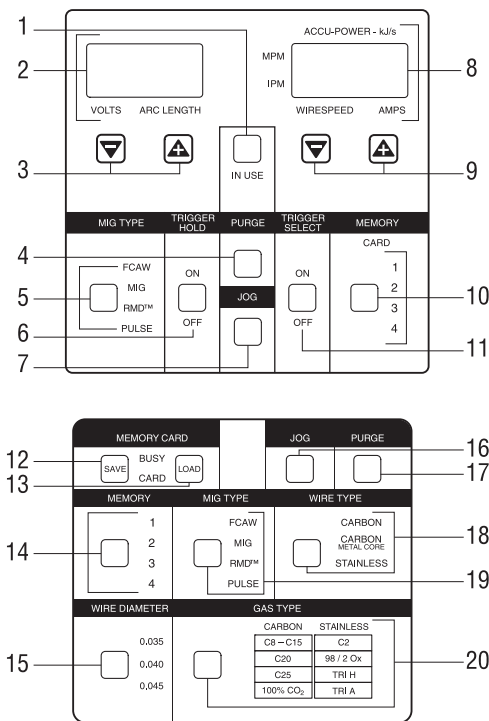 1
ACCU-POWER - kJ/s
2
MPM
8
IPM
VOLTS ARC LENGTH
WIRESPEED AMPS
3
9
IN USE
MIG TYPE
TRIGGER HOLD
PURGE
TRIGGER SELECT
MEMORY
CARD
4
FCAW
ON
ON
1
5
MIG
2
10
RMD™
3
6
PULSE
OFF
JOG
OFF
4
7
11
MEMORY CARD
JOG
PURGE
16
12
SAVE
BUSY
LOAD
13
CARD
17
MEMORY
MIG TYPE
WIRE TYPE
1
FCAW
CARBON
14
2
MIG
CARBON
METAL CORE
18
3
RMD™
STAINLESS
4
PULSE
19
WIRE DIAMETER
GAS TYPE
CARBON STAINLESS
0.035
C8 – C15 C2
15
0.040
C20 98 / 2 Ox
20
C25 TRI H
0,045
100% CO₂ TRI A